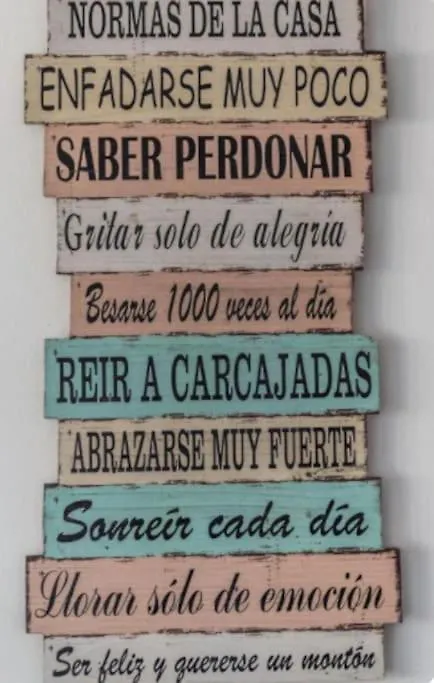 NORMAS DE LA CASA
ENFADARSE MUY POCO
SABER PERDONAR
Gritar solo de alegría
Besarse 1000 veces al día
REIR A CARCAJADAS
ABRAZARSE MUY FUERTE
Sonreír cada día
Llorar sólo de emoción
Ser feliz y quererse un montón